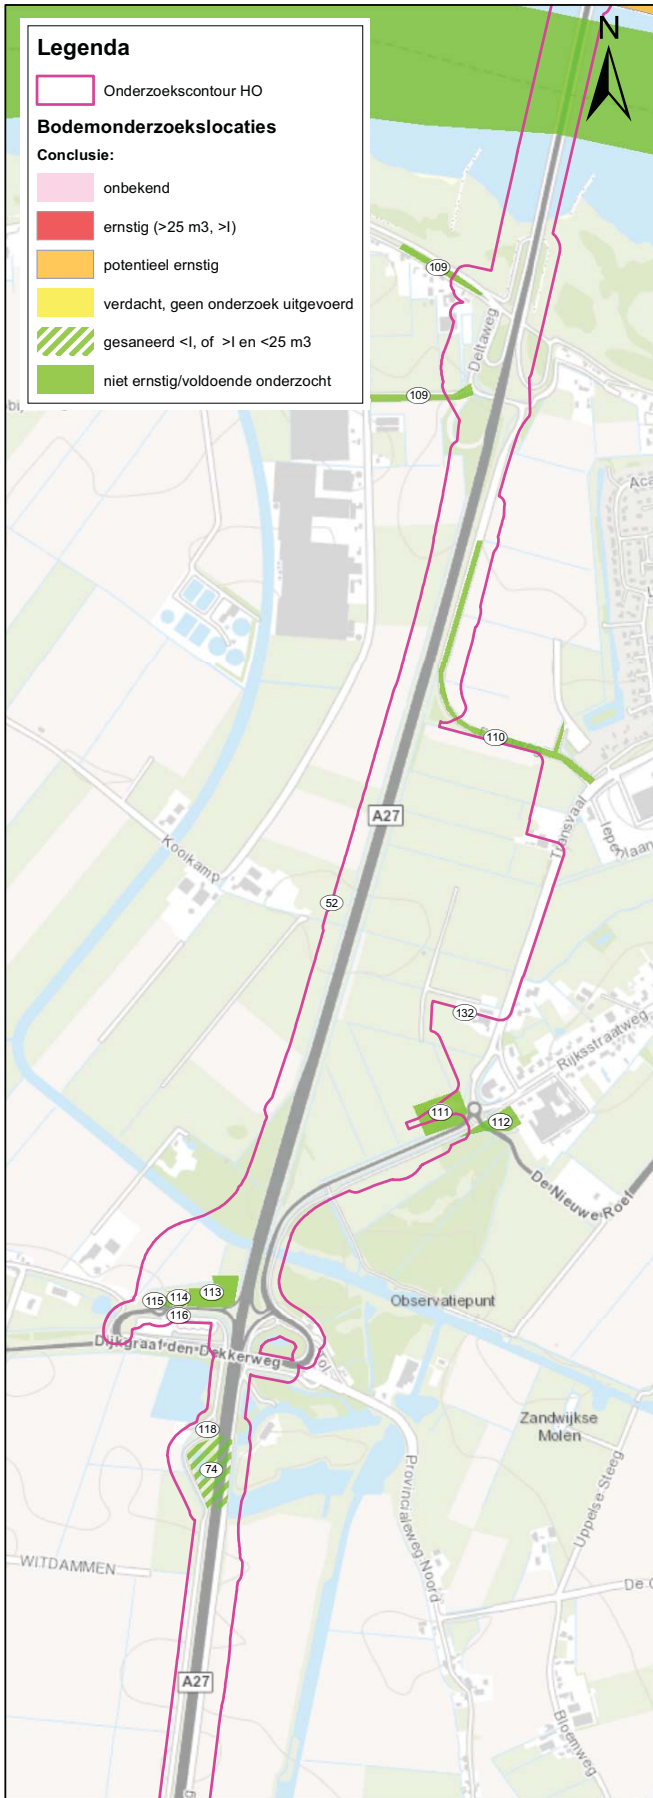 Legenda
Onderzoekscontour HO
Bodemonderzoekslocaties
Conclusie:
onbekend
ernstig (>25 m3, >I)
potentieel ernstig
verdacht, geen onderzoek uitgevoerd
gesaneerd <I, of >I en <25 m3
niet ernstig/voldoende onderzocht
N
109
Deltaweg
109
Aca
110
A27
Transvaal
Kooikamp
52
132
Rijksstraatweg
111
112
De Nieuwe Roef
113
114
115
116
Observatiepunt
Dijkgraaf den Dekkerweg
Tol
118
74
Zandwijkse
Molen
Provincialeweg-Noord
Uppelse Steeg
WITDAMMEN
A27
Bloemweg